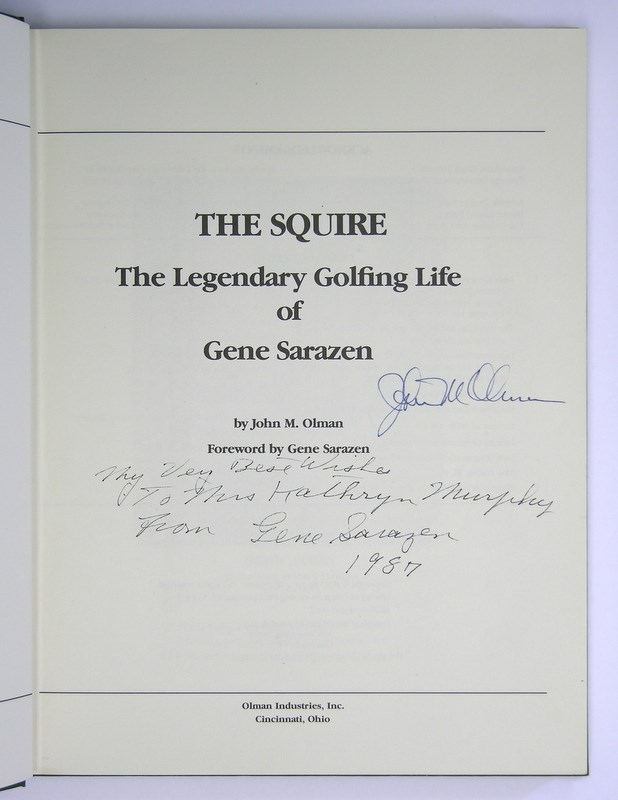 THE SQUIRE
The Legendary Golfing Life
of
Gene Sarazen
John M Olman
by John M. Olman
Foreword by Gene Sarazen
My Very Best Wishes
To Mrs Kathryn Murphy
From Gene Sarazen
1987
Olman Industries, Inc.
Cincinnati, Ohio